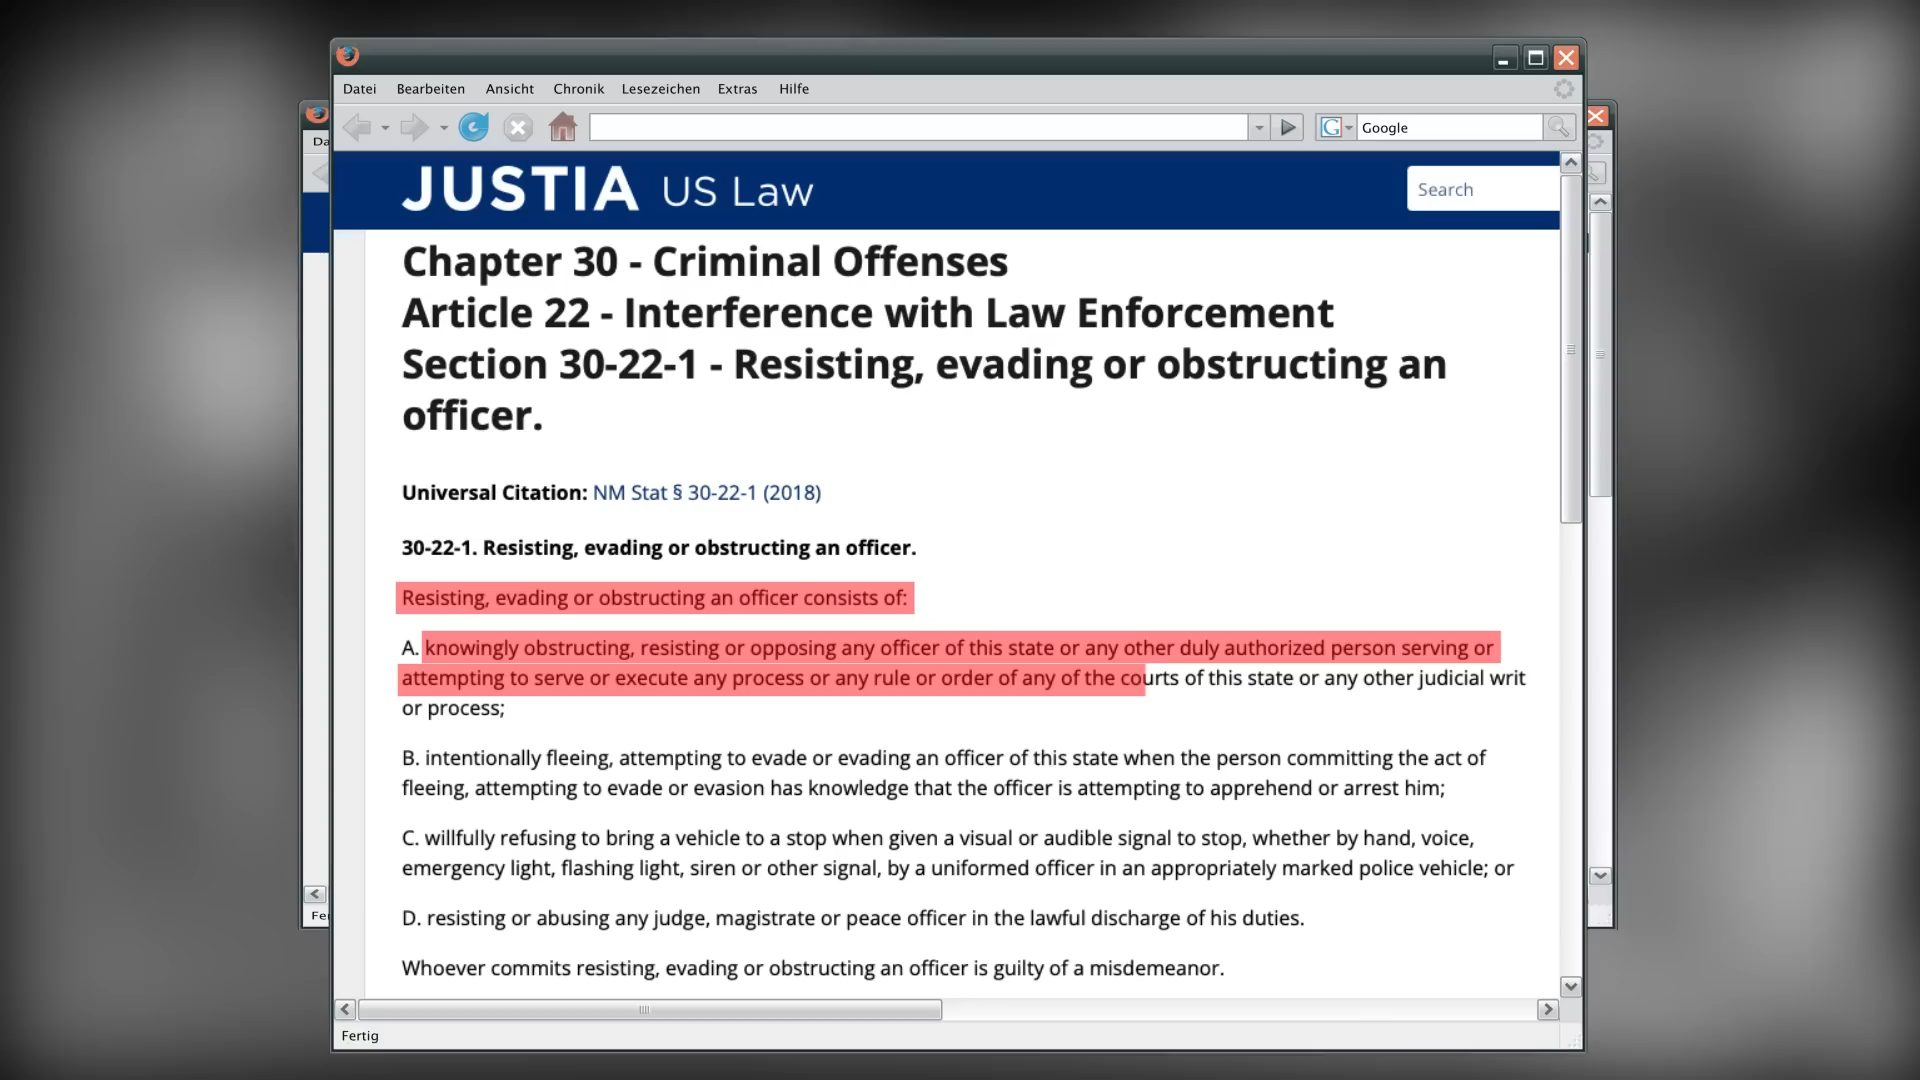 Datei Bearbeiten Ansicht Chronik Lesezeichen Extras Hilfe
Da
Google
JUSTIA US Law
Search
Chapter 30 - Criminal Offenses
Article 22 - Interference with Law Enforcement
Section 30-22-1 - Resisting, evading or obstructing an
officer.
Universal Citation: NM Stat § 30-22-1 (2018)
30-22-1. Resisting, evading or obstructing an officer.
Resisting, evading or obstructing an officer consists of:
A. knowingly obstructing, resisting or opposing any officer of this state or any other duly authorized person serving or
attempting to serve or execute any process or any rule or order of any of the courts of this state or any other judicial writ
or process;
B. intentionally fleeing, attempting to evade or evading an officer of this state when the person committing the act of
fleeing, attempting to evade or evasion has knowledge that the officer is attempting to apprehend or arrest him;
C. willfully refusing to bring a vehicle to a stop when given a visual or audible signal to stop, whether by hand, voice,
emergency light, flashing light, siren or other signal, by a uniformed officer in an appropriately marked police vehicle; or
D. resisting or abusing any judge, magistrate or peace officer in the lawful discharge of his duties.
Whoever commits resisting, evading or obstructing an officer is guilty of a misdemeanor.
Fe
Fertig